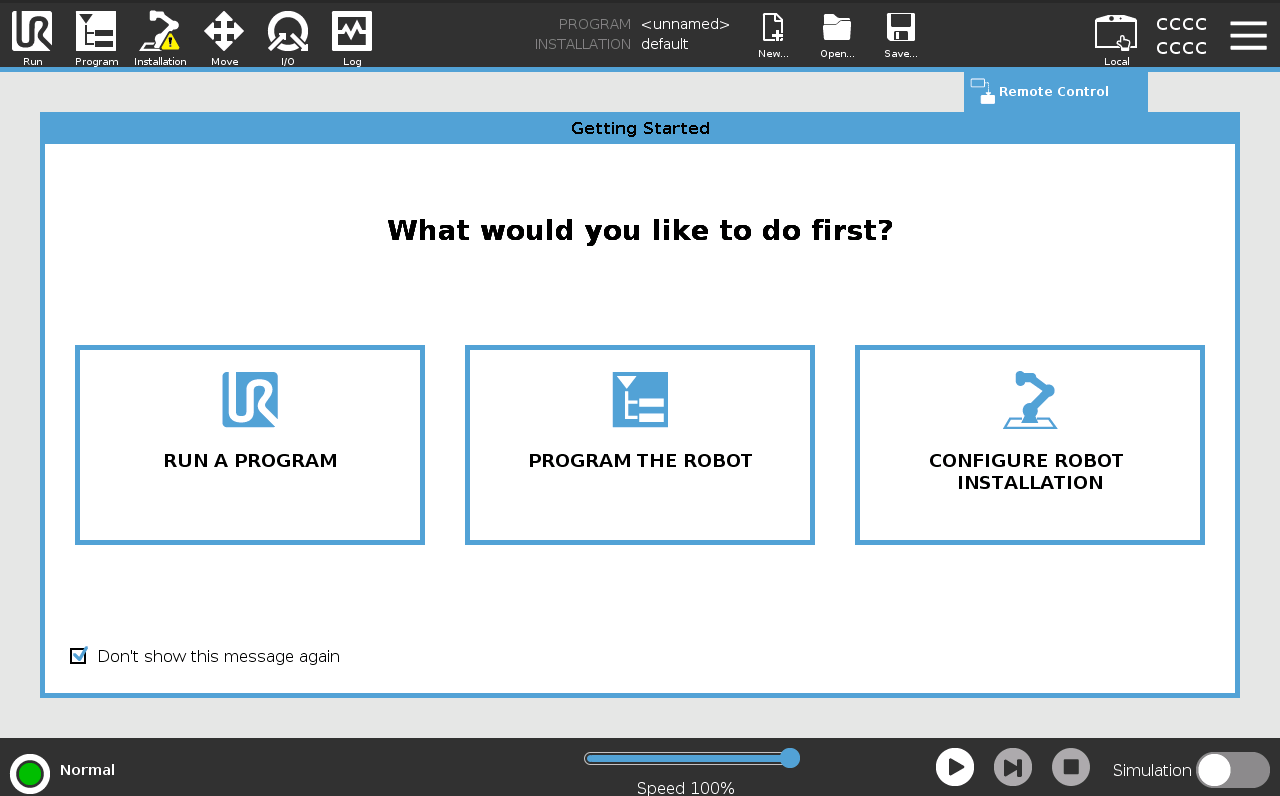 Run
Program
Installation
Move
I/O
Log
PROGRAM <unnamed>
INSTALLATION default
New...
Open...
Save...
Local
CCCC
CCCC
Remote Control
Getting Started
What would you like to do first?
RUN A PROGRAM
PROGRAM THE ROBOT
CONFIGURE ROBOT
INSTALLATION
Don't show this message again
Normal
Speed 100%
Simulation